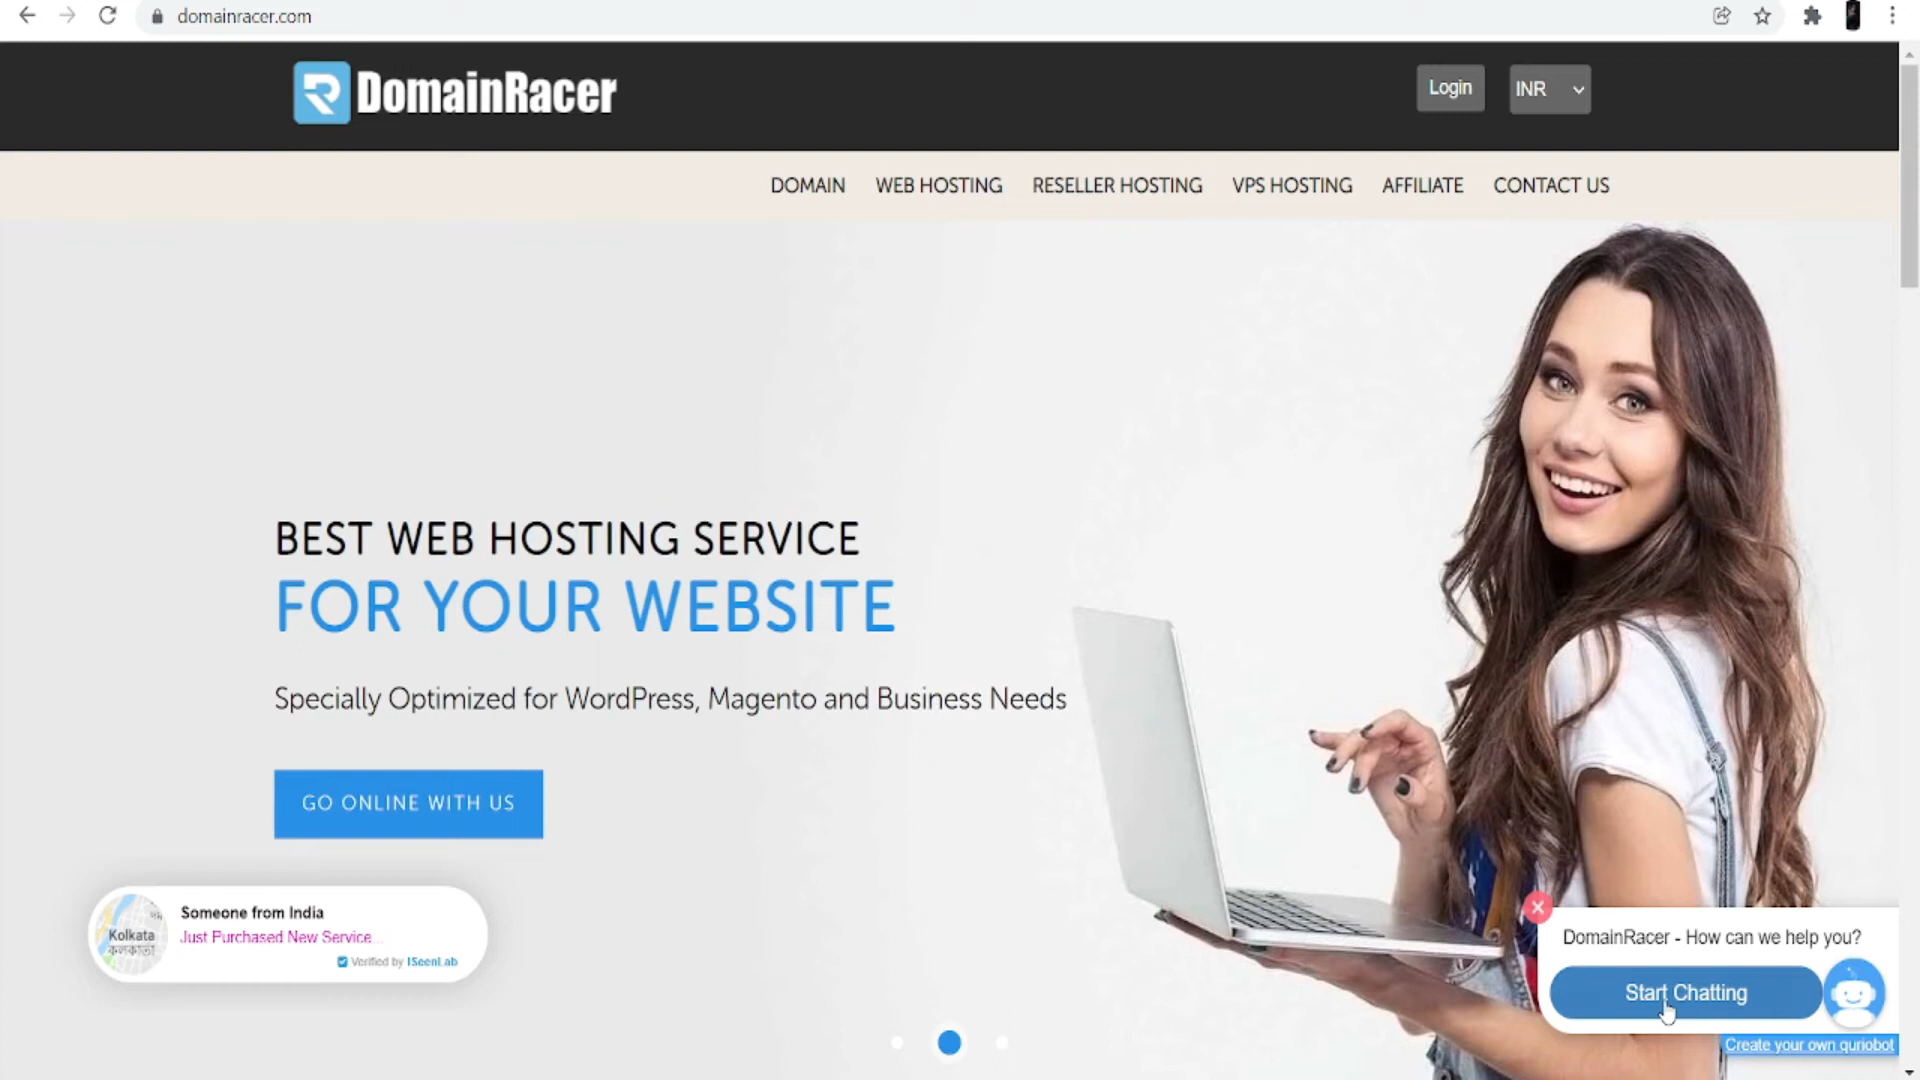 domainracer.com
DomainRacer
Login
INR
DOMAIN WEB HOSTING RESELLER HOSTING VPS HOSTING AFFILIATE CONTACT US
BEST WEB HOSTING SERVICE
FOR YOUR WEBSITE
Specially Optimized for WordPress, Magento and Business Needs
GO ONLINE WITH US
Kolkata
Someone from India
Just Purchased New Service...
Verified by ISeenLab
DomainRacer - How can we help you?
Start Chatting
Create your own quriobot